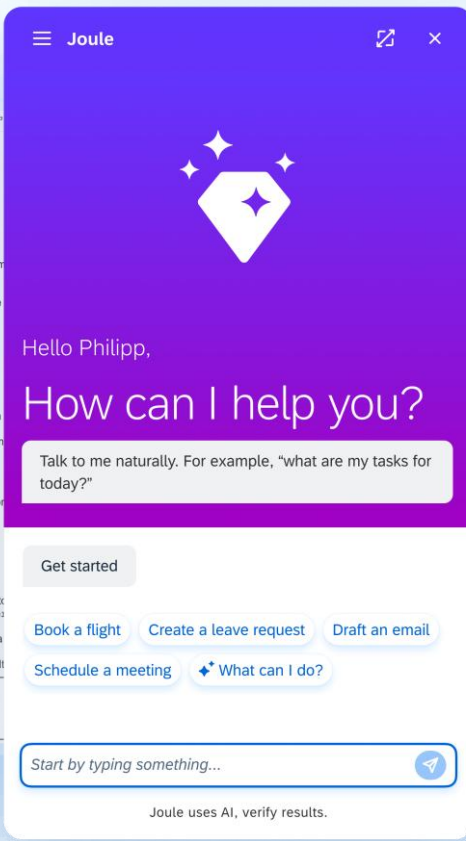 Joule
Hello Philipp,
How can I help you?
Talk to me naturally. For example, “what are my tasks for
today?”
Get started
Book a flight
Create a leave request
Draft an email
Schedule a meeting
What can I do?
Start by typing something...
Joule uses AI, verify results.